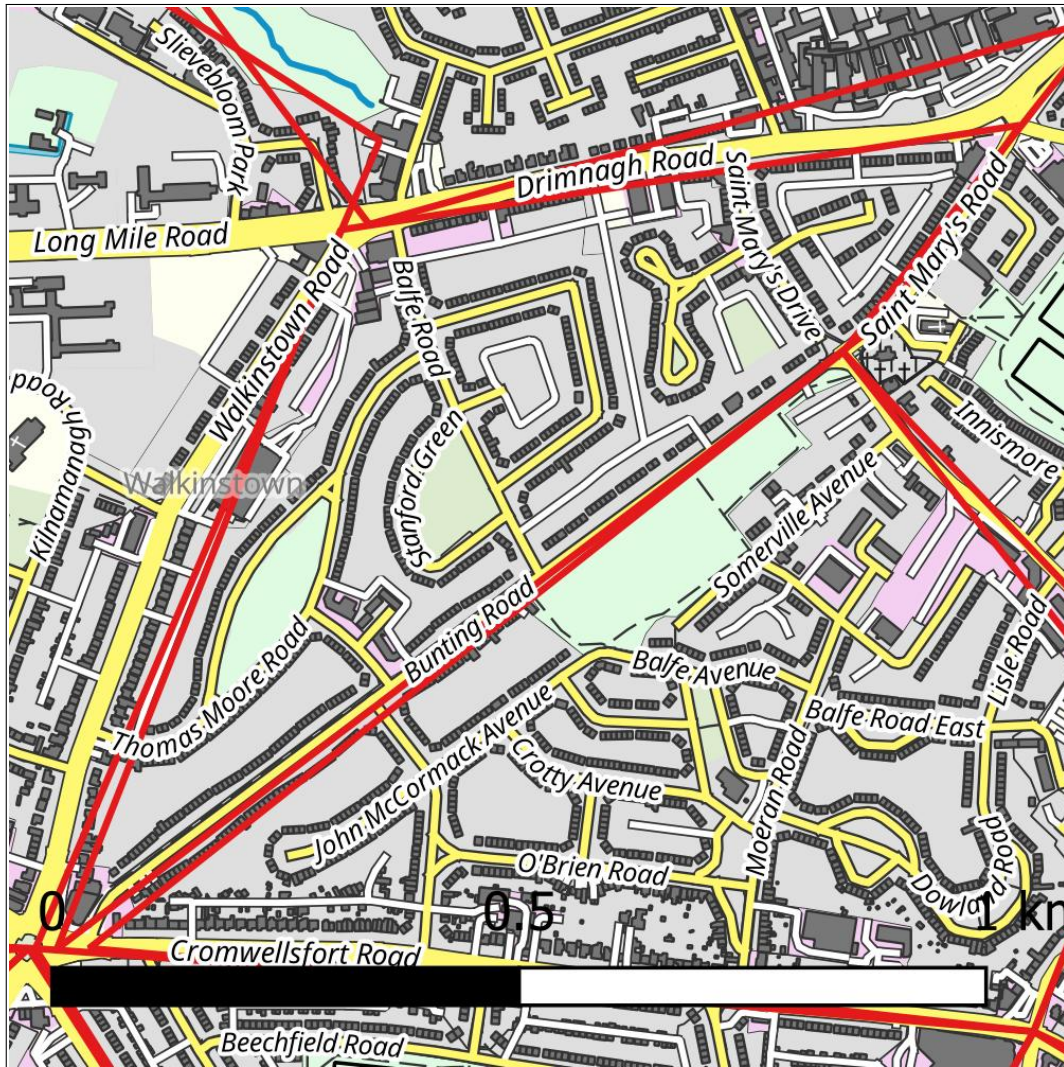 Slievebloom Park
Long Mile Road
Drimnagh Road
Saint Mary's Drive
Saint Mary's Road
Walkinstown Road
Balfe Road
Stanford Green
Kilnamanagh Road
Walkinstown
Innismore
Somerville Avenue
Bunting Road
Thomas Moore Road
John McCormack Avenue
Balfe Avenue
Lisle Road
Balfe Road East
Crotty Avenue
Moeran Road
O'Brien Road
Dowland Road
0 0.5 1 km
Cromwellsfort Road
Beechfield Road